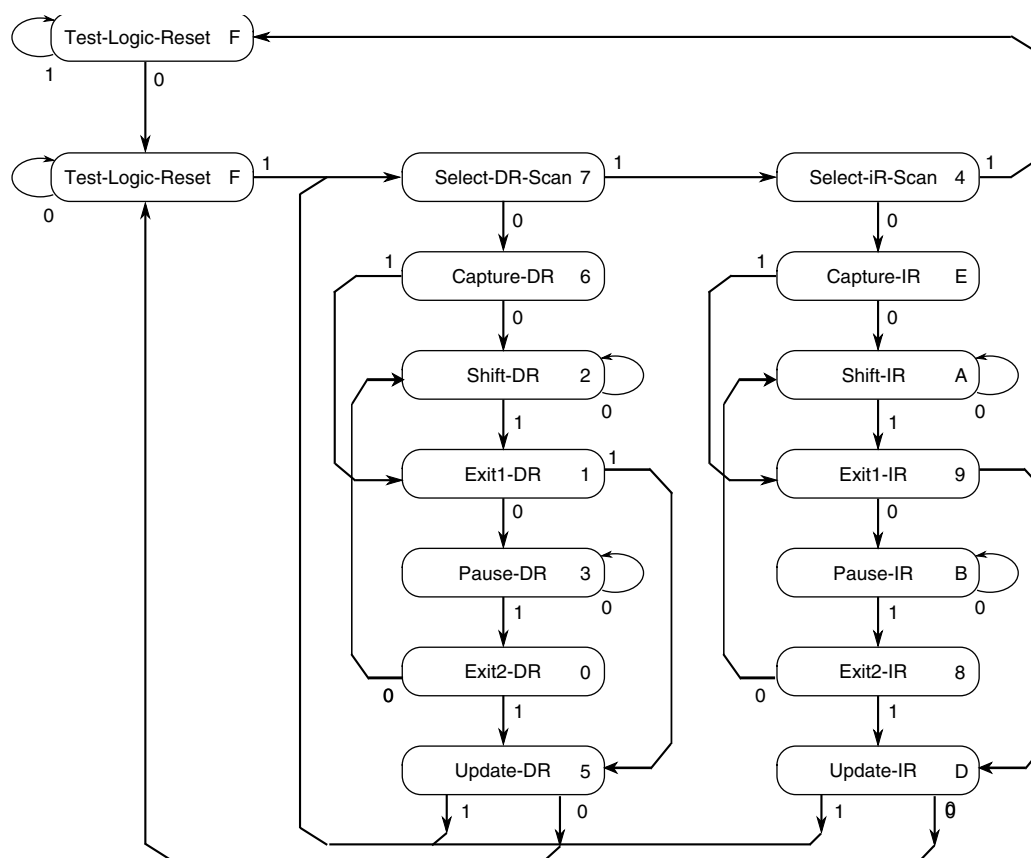 Test-Logic-Reset F
1
0
Test-Logic-Reset F
1
0
Select-DR-Scan 7
1
Select-iR-Scan 4
1
0
0
1
Capture-DR 6
1
Capture-IR E
0
0
Shift-DR 2
0
Shift-IR A
0
1
1
Exit1-DR 1
1
Exit1-IR 9
0
0
Pause-DR 3
0
Pause-IR B
0
1
1
0
Exit2-DR 0
0
Exit2-IR 8
1
1
Update-DR 5
Update-IR D
1
0
1